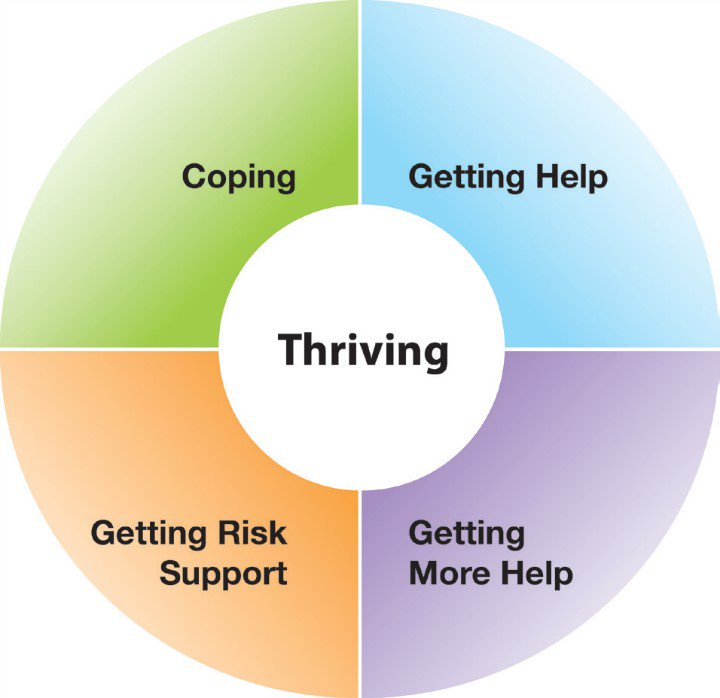 Coping
Getting Help
Thriving
Getting Risk
Support
Getting
More Help